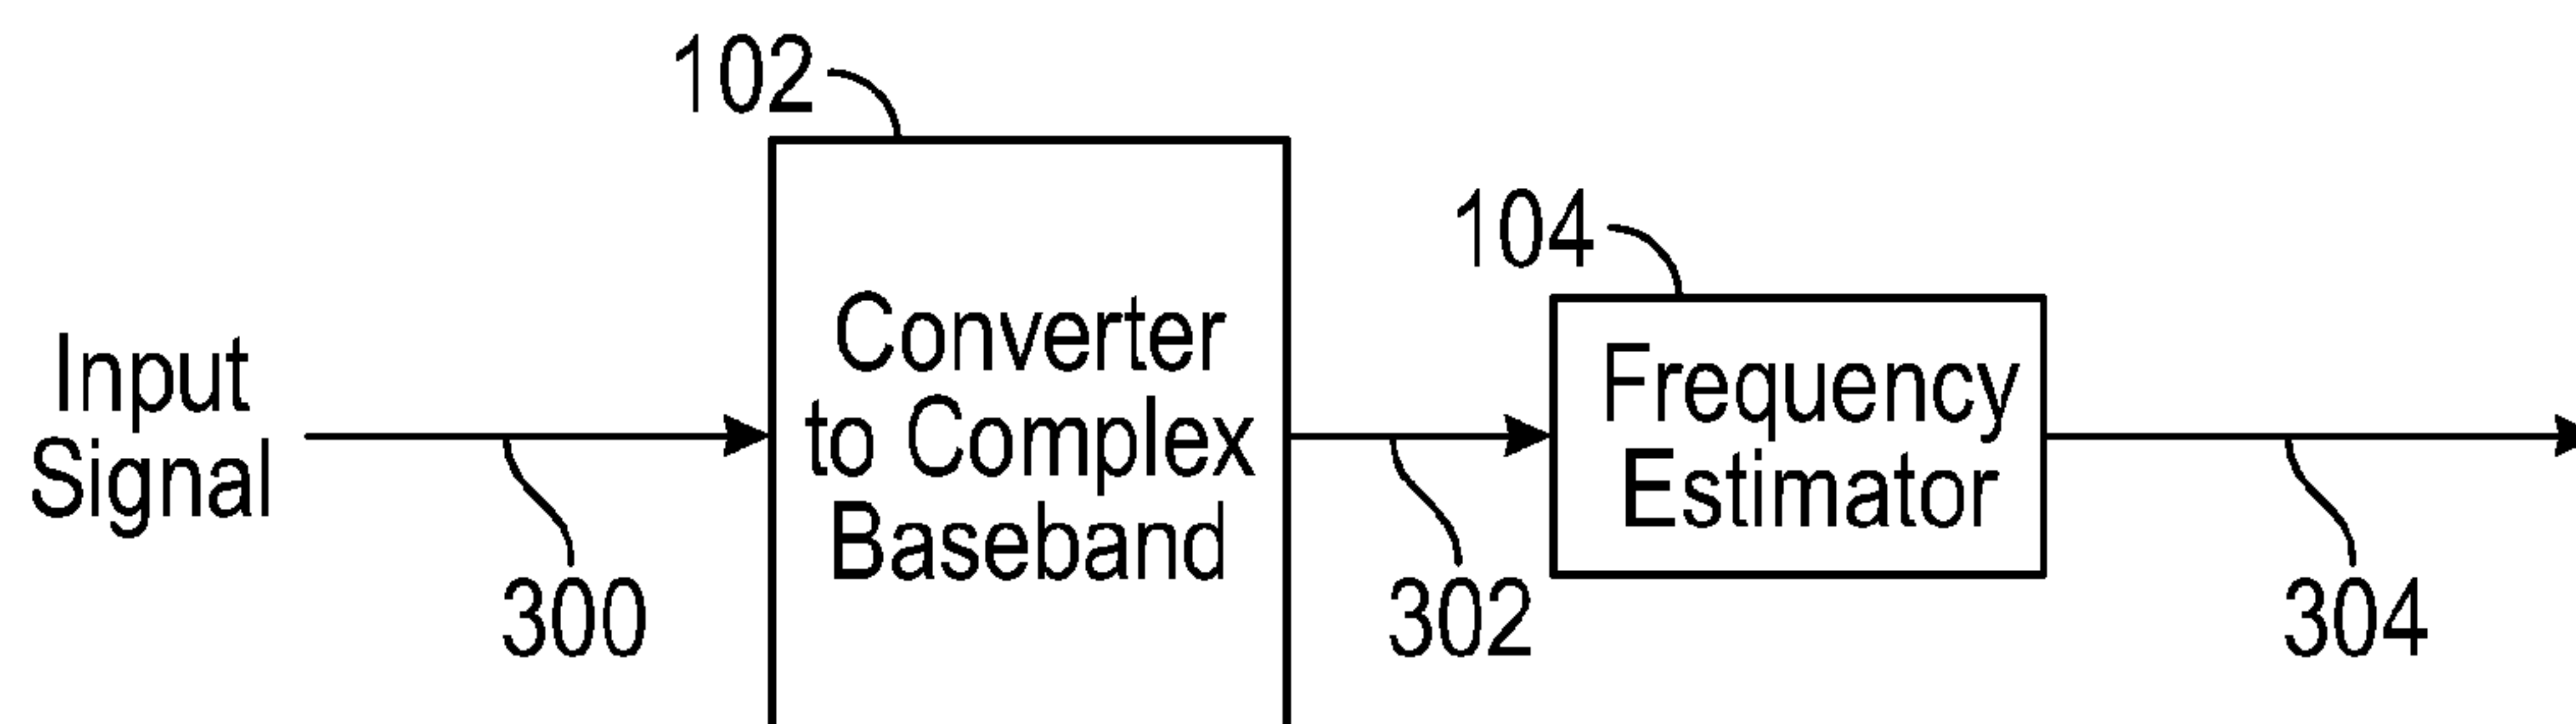 102
104
Input
Signal
Converter
to Complex
Baseband
Frequency
Estimator
300
302
304